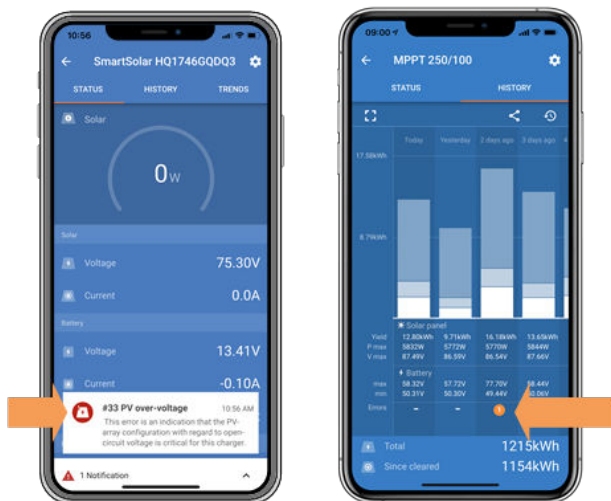 10:56
SmartSolar HQ1746GQDQ3
STATUS HISTORY TRENDS
Solar
0W
Solar
Voltage 75.30V
Current 0.0A
Battery
Voltage 13.41V
Current -0.10A
#33 PV over-voltage 10:56 AM
This error is an indication that the PV-
array configuration with regard to open-
circuit voltage is critical for this charger.
1 Notification
09:00
MPPT 250/100
STATUS HISTORY
Today Yesterday 2 days ago 3 days ago 4
17.58kWh
8.79kWh
Solar panel
Yield 12.80kWh 9.71kWh 16.18kWh 13.65kWh
P max 5832W 5772W 5770W 5844W
V max 87.49V 86.59V 86.54V 87.66V
Battery
max 58.32V 57.72V 77.70V 58.44V
min 50.31V 50.30V 49.44V
Errors – – 1
Total 1215kWh
Since cleared 1154kWh